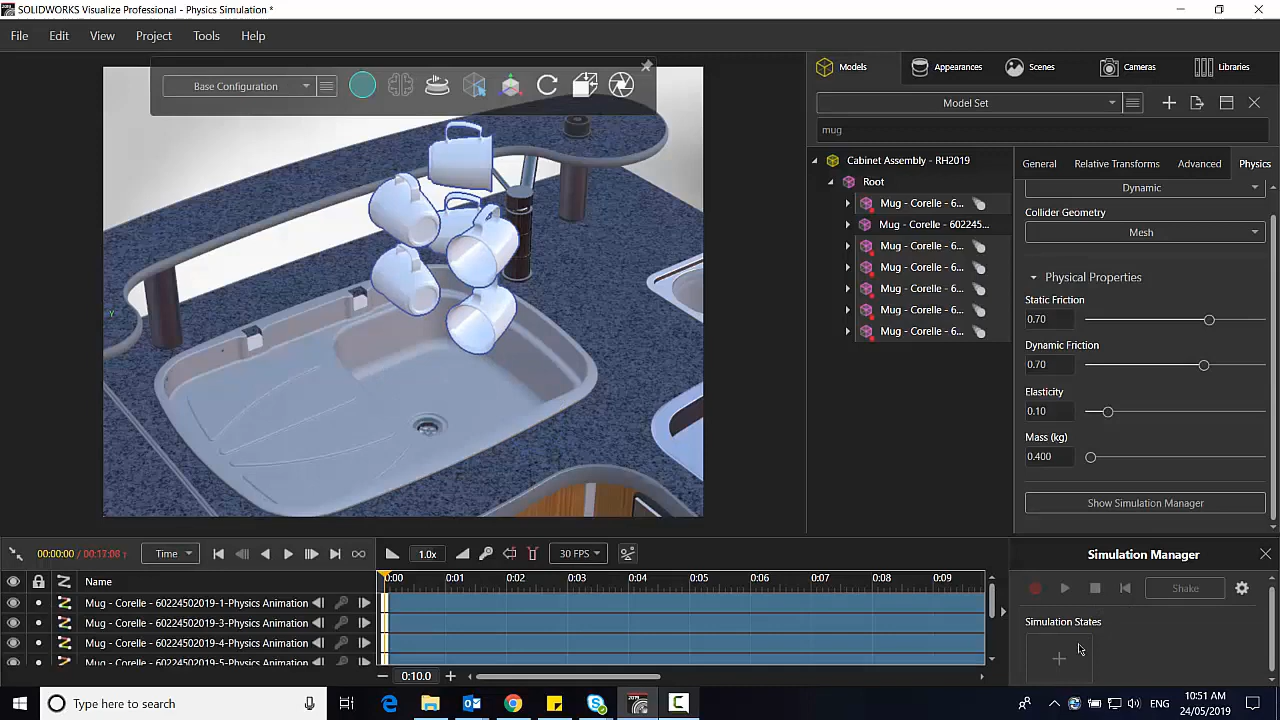 SOLIDWORKS Visualize Professional - Physics Simulation *
File Edit View Project Tools Help
Base Configuration
Models Appearances Scenes Cameras Libraries
Model Set
mug
Cabinet Assembly - RH2019
Root
Mug - Corelle - 6...
Mug - Corelle - 602245...
Mug - Corelle - 6...
Mug - Corelle - 6...
Mug - Corelle - 6...
Mug - Corelle - 6...
Mug - Corelle - 6...
General Relative Transforms Advanced Physics
Dynamic
Collider Geometry
Mesh
Physical Properties
Static Friction
0.70
Dynamic Friction
0.70
Elasticity
0.10
Mass (kg)
0.400
Show Simulation Manager
Y
00:00:00 / 00:17:08 Time 1.0x 30 FPS
Name
0:00 0:01 0:02 0:03 0:04 0:05 0:06 0:07 0:08 0:09
Mug - Corelle - 60224502019-1-Physics Animation
Mug - Corelle - 60224502019-3-Physics Animation
Mug - Corelle - 60224502019-4-Physics Animation
Mug - Corelle - 60224502019-5-Physics Animation
0:10.0
Simulation Manager
Shake
Simulation States
Type here to search
2019
ENG
10:51 AM
24/05/2019